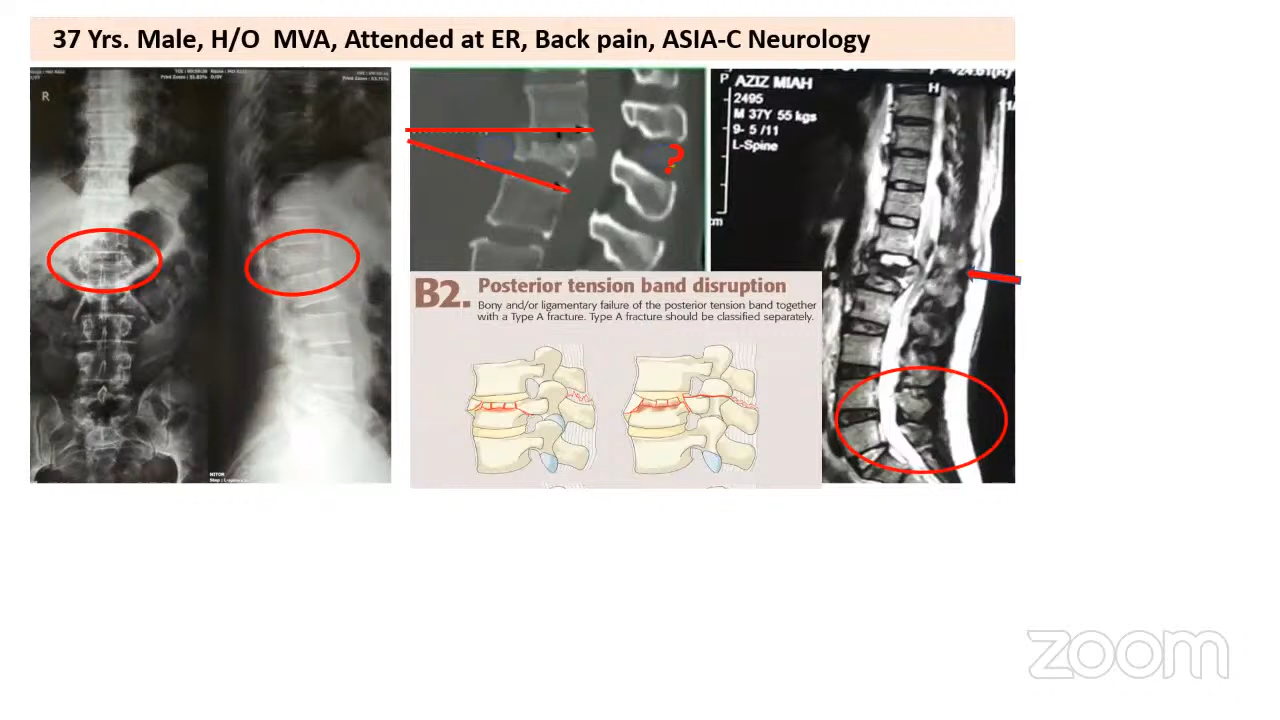 37 Yrs. Male, H/O MVA, Attended at ER, Back pain, ASIA-C Neurology
R
P
AZIZ MIAH
H
2495
M 37Y 55 kgs
9- 5 /11
L-Spine
?
B2. Posterior tension band disruption
Bony and/or ligamentary failure of the posterior tension band together
with a Type A fracture. Type A fracture should be classified separately.
NITOR
zoom